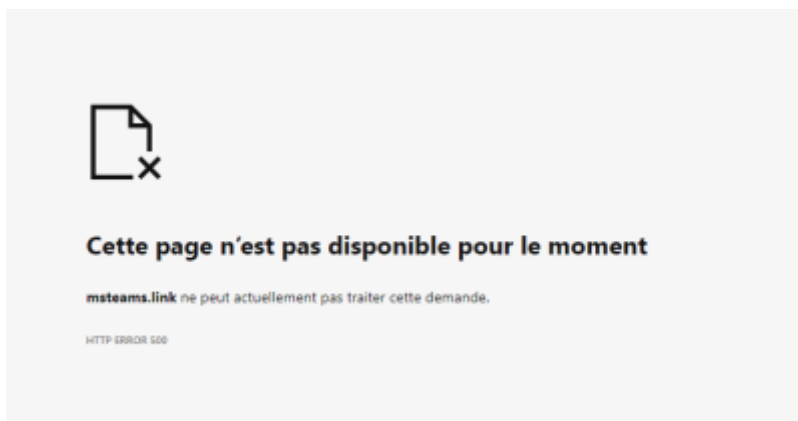 Cette page n'est pas disponible pour le moment
msteams.link ne peut actuellement pas traiter cette demande.
HTTP ERROR 500